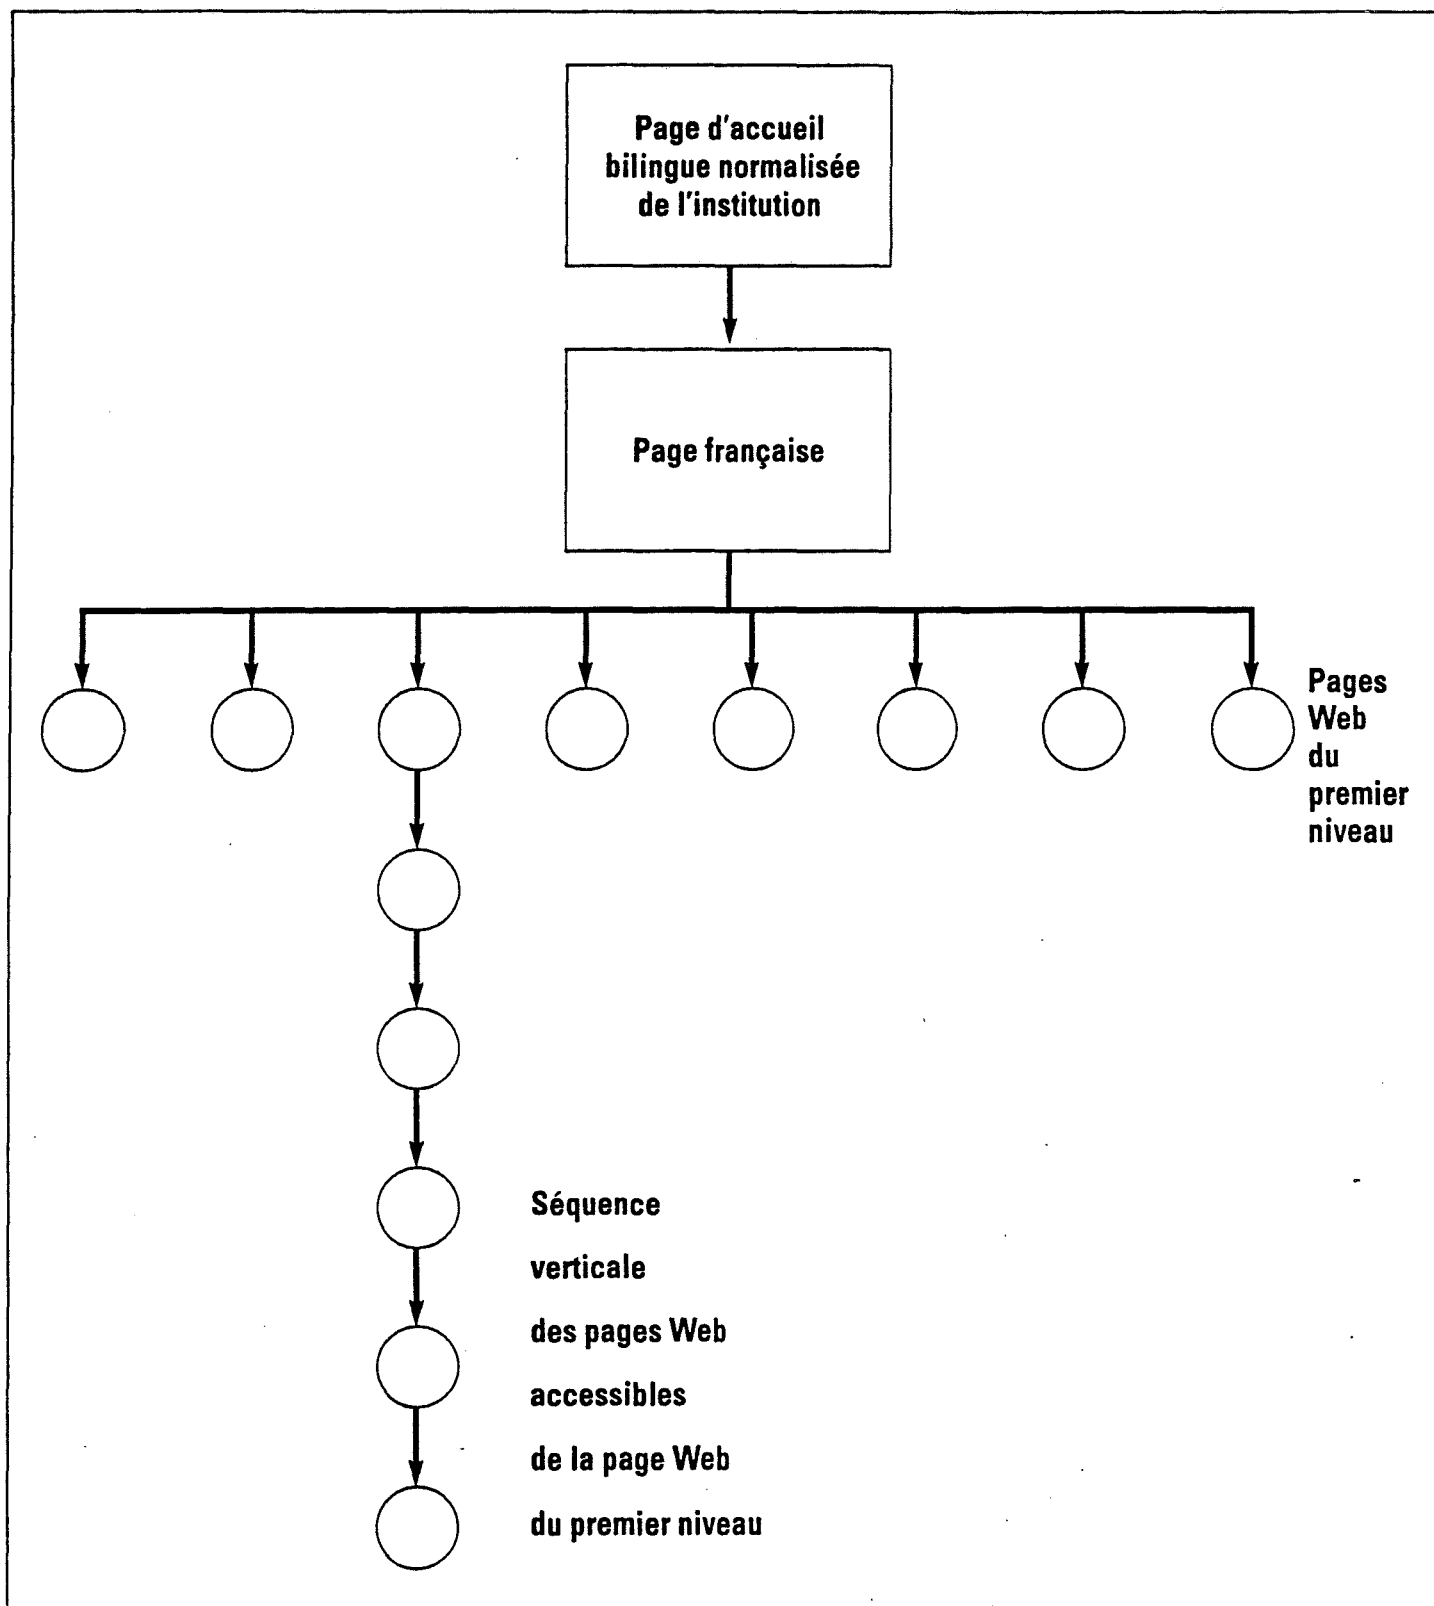 Page d'accueil
bilingue normalisée
de l'institution
Page française
Pages
Web
du
premier
niveau
Séquence
verticale
des pages Web
accessibles
de la page Web
du premier niveau